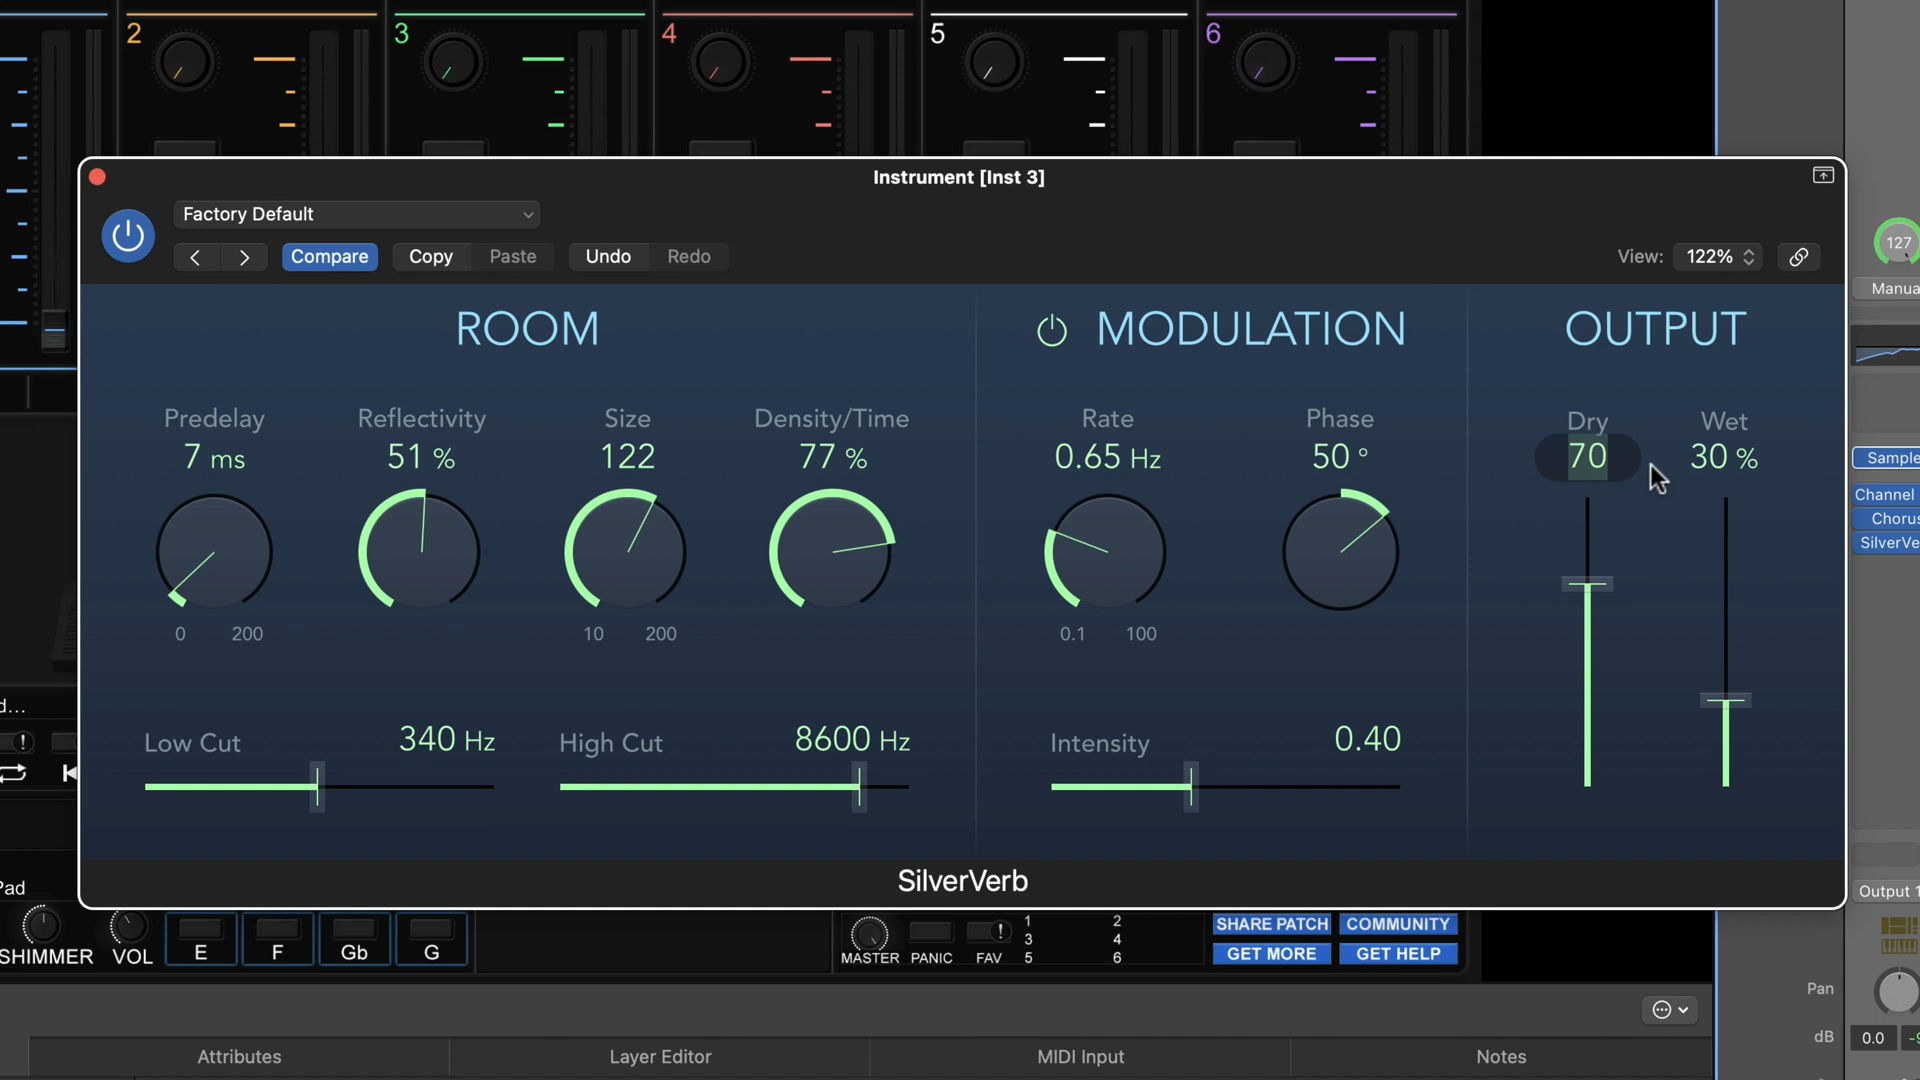 2
3
4
5
6
Instrument [Inst 3]
Factory Default
Compare
Copy
Paste
Undo
Redo
View:
122%
127
Manua
ROOM
MODULATION
OUTPUT
Predelay
7 ms
0
200
Reflectivity
51 %
Size
122
10
200
Density/Time
77 %
Rate
0.65 Hz
0.1
100
Phase
50 °
Dry
70
Wet
30 %
Sample
Channel
Chorus
SilverVe
Low Cut
340 Hz
High Cut
8600 Hz
Intensity
0.40
SilverVerb
d...
!
Pad
SHIMMER
VOL
E
F
Gb
G
MASTER
PANIC
!
FAV
1
2
3
4
5
6
SHARE PATCH
COMMUNITY
GET MORE
GET HELP
Output 1
Pan
dB
0.0
-9
Attributes
Layer Editor
MIDI Input
Notes